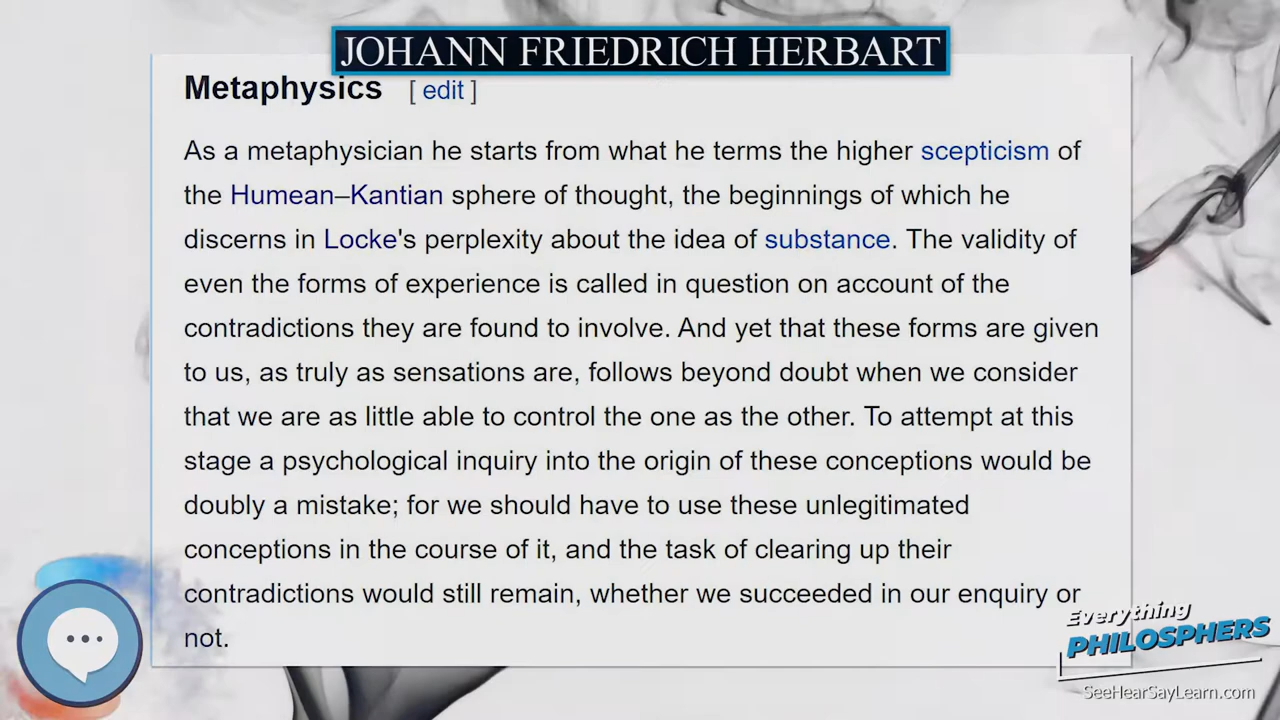 JOHANN FRIEDRICH HERBART
Metaphysics [ edit ]
As a metaphysician he starts from what he terms the higher scepticism of
the Humean–Kantian sphere of thought, the beginnings of which he
discerns in Locke's perplexity about the idea of substance. The validity of
even the forms of experience is called in question on account of the
contradictions they are found to involve. And yet that these forms are given
to us, as truly as sensations are, follows beyond doubt when we consider
that we are as little able to control the one as the other. To attempt at this
stage a psychological inquiry into the origin of these conceptions would be
doubly a mistake; for we should have to use these unlegitimated
conceptions in the course of it, and the task of clearing up their
contradictions would still remain, whether we succeeded in our enquiry or
not.
Everything
PHILOSPHERS
SeeHearSayLearn.com